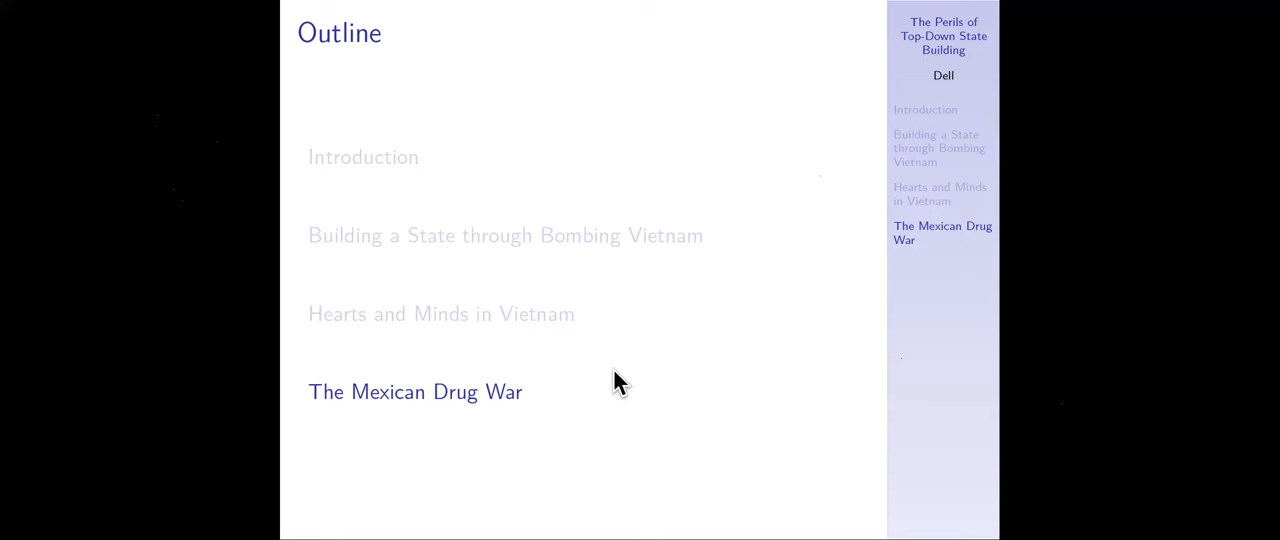 Outline
Introduction
Building a State through Bombing Vietnam
Hearts and Minds in Vietnam
The Mexican Drug War
The Perils of
Top-Down State
Building
Dell
Introduction
Building a State
through Bombing
Vietnam
Hearts and Minds
in Vietnam
The Mexican Drug
War